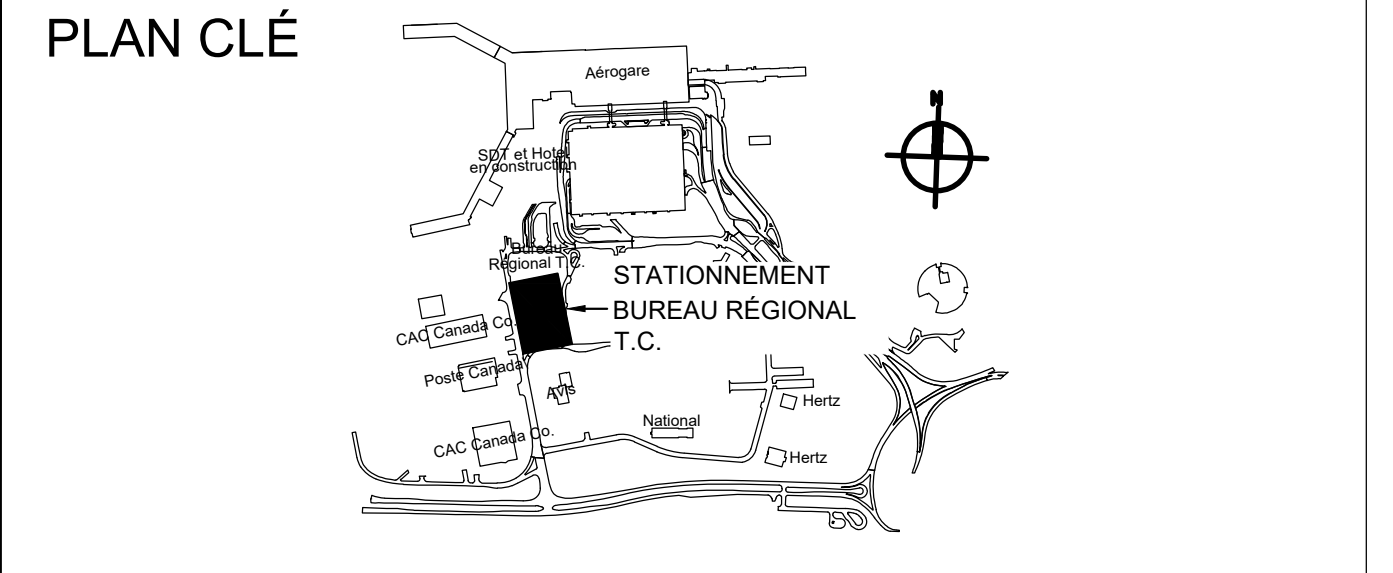 PLAN CLÉ
Aérogare
N
SDT et Hotel
en construction
Bureau
Régional T.C.
STATIONNEMENT
BUREAU RÉGIONAL
T.C.
CAC Canada Co.
Poste Canada
Avis
Hertz
National
CAC Canada Co.
Hertz